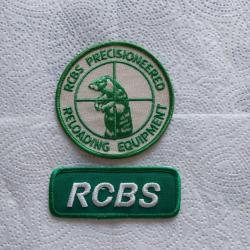 RCBS PRECISIONEERED
RELOADING EQUIPMENT
RCBS